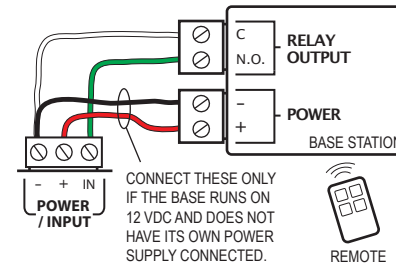 C
N.O.
RELAY
OUTPUT
–
+
POWER
BASE STATION
– + IN
POWER
/ INPUT
CONNECT THESE ONLY
IF THE BASE RUNS ON
12 VDC AND DOES NOT
HAVE ITS OWN POWER
SUPPLY CONNECTED.
REMOTE